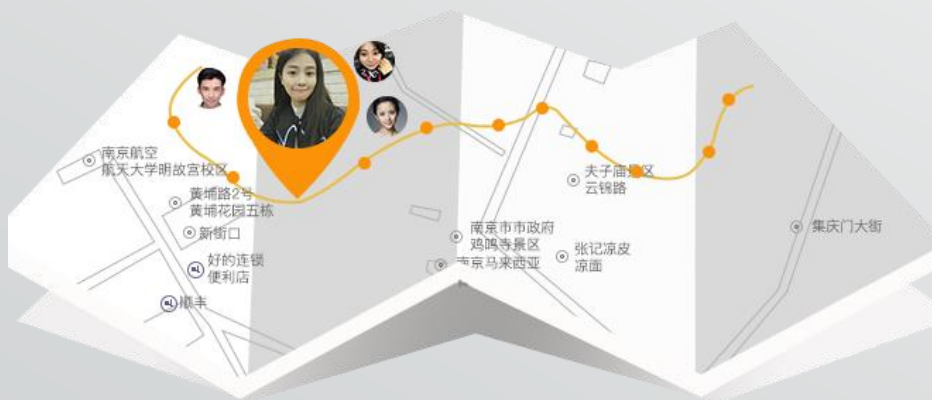 南京航空
航天大学明故宫校区
黄埔路2号
黄埔花园五栋
新街口
好的连锁
便利店
顺丰
南京市市政府
鸡鸣寺景区
南京马来西亚
夫子庙景区
云锦路
张记凉皮
凉面
集庆门大街